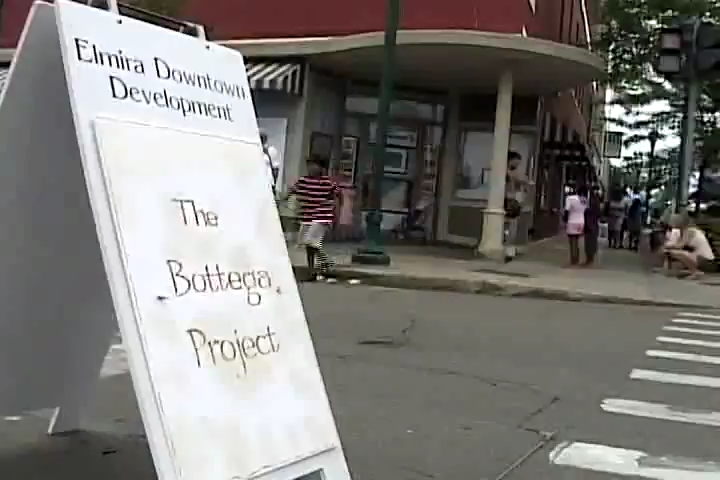 Elmira Downtown
Development
The
Bottega
Project